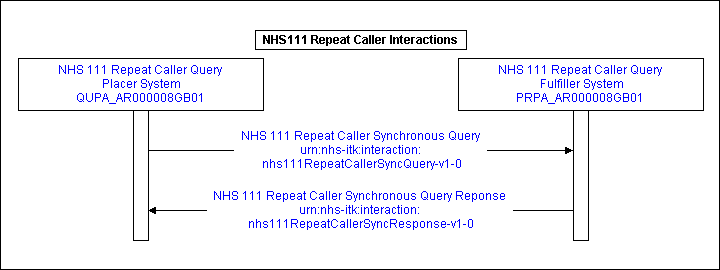 NHS111 Repeat Caller Interactions
NHS 111 Repeat Caller Query
Placer System
QUPA_AR000008GB01
NHS 111 Repeat Caller Query
Fulfiller System
PRPA_AR000008GB01
NHS 111 Repeat Caller Synchronous Query
urn:nhs-itk:interaction:
nhs111RepeatCallerSyncQuery-v1-0
NHS 111 Repeat Caller Synchronous Query Reponse
urn:nhs-itk:interaction:
nhs111RepeatCallerSyncResponse-v1-0